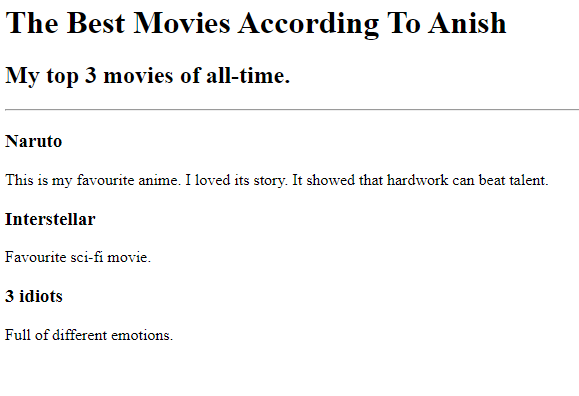 The Best Movies According To Anish
My top 3 movies of all-time.
Naruto
This is my favourite anime. I loved its story. It showed that hardwork can beat talent.
Interstellar
Favourite sci-fi movie.
3 idiots
Full of different emotions.